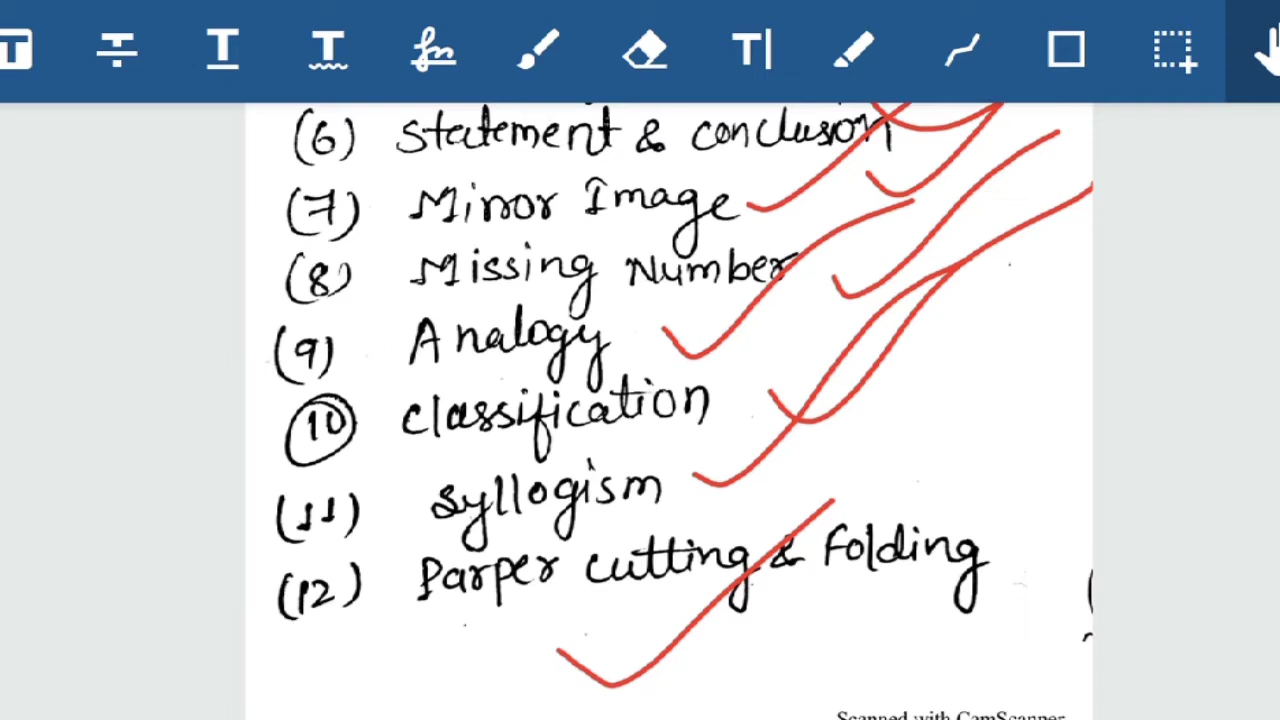 (6) Statement & conclusion
(7) Mirror Image
(8) Missing Number
(9) Analogy
(10) classification
(11) Syllogism
(12) Parper cutting & Folding
Scanned with CamScanner